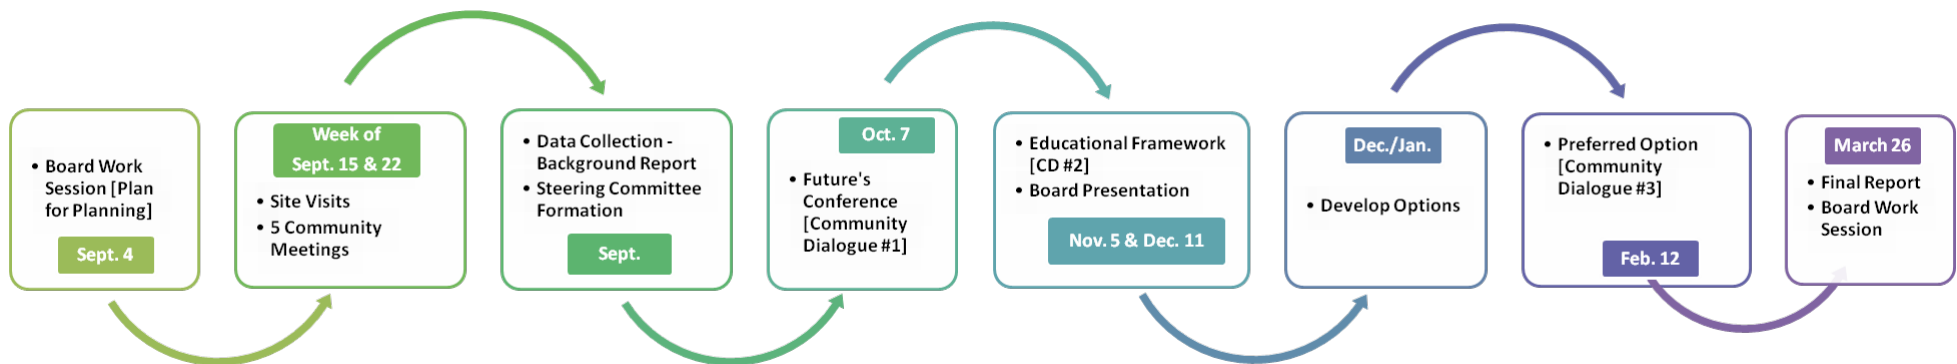 • Board Work
Session [Plan
for Planning]
Sept. 4
Week of
Sept. 15 & 22
• Site Visits
• 5 Community
Meetings
• Data Collection -
Background Report
• Steering Committee
Formation
Sept.
Oct. 7
• Future's
Conference
[Community
Dialogue #1]
• Educational Framework
[CD #2]
• Board Presentation
Nov. 5 & Dec. 11
Dec./Jan.
• Develop Options
• Preferred Option
[Community
Dialogue #3]
Feb. 12
March 26
• Final Report
• Board Work
Session